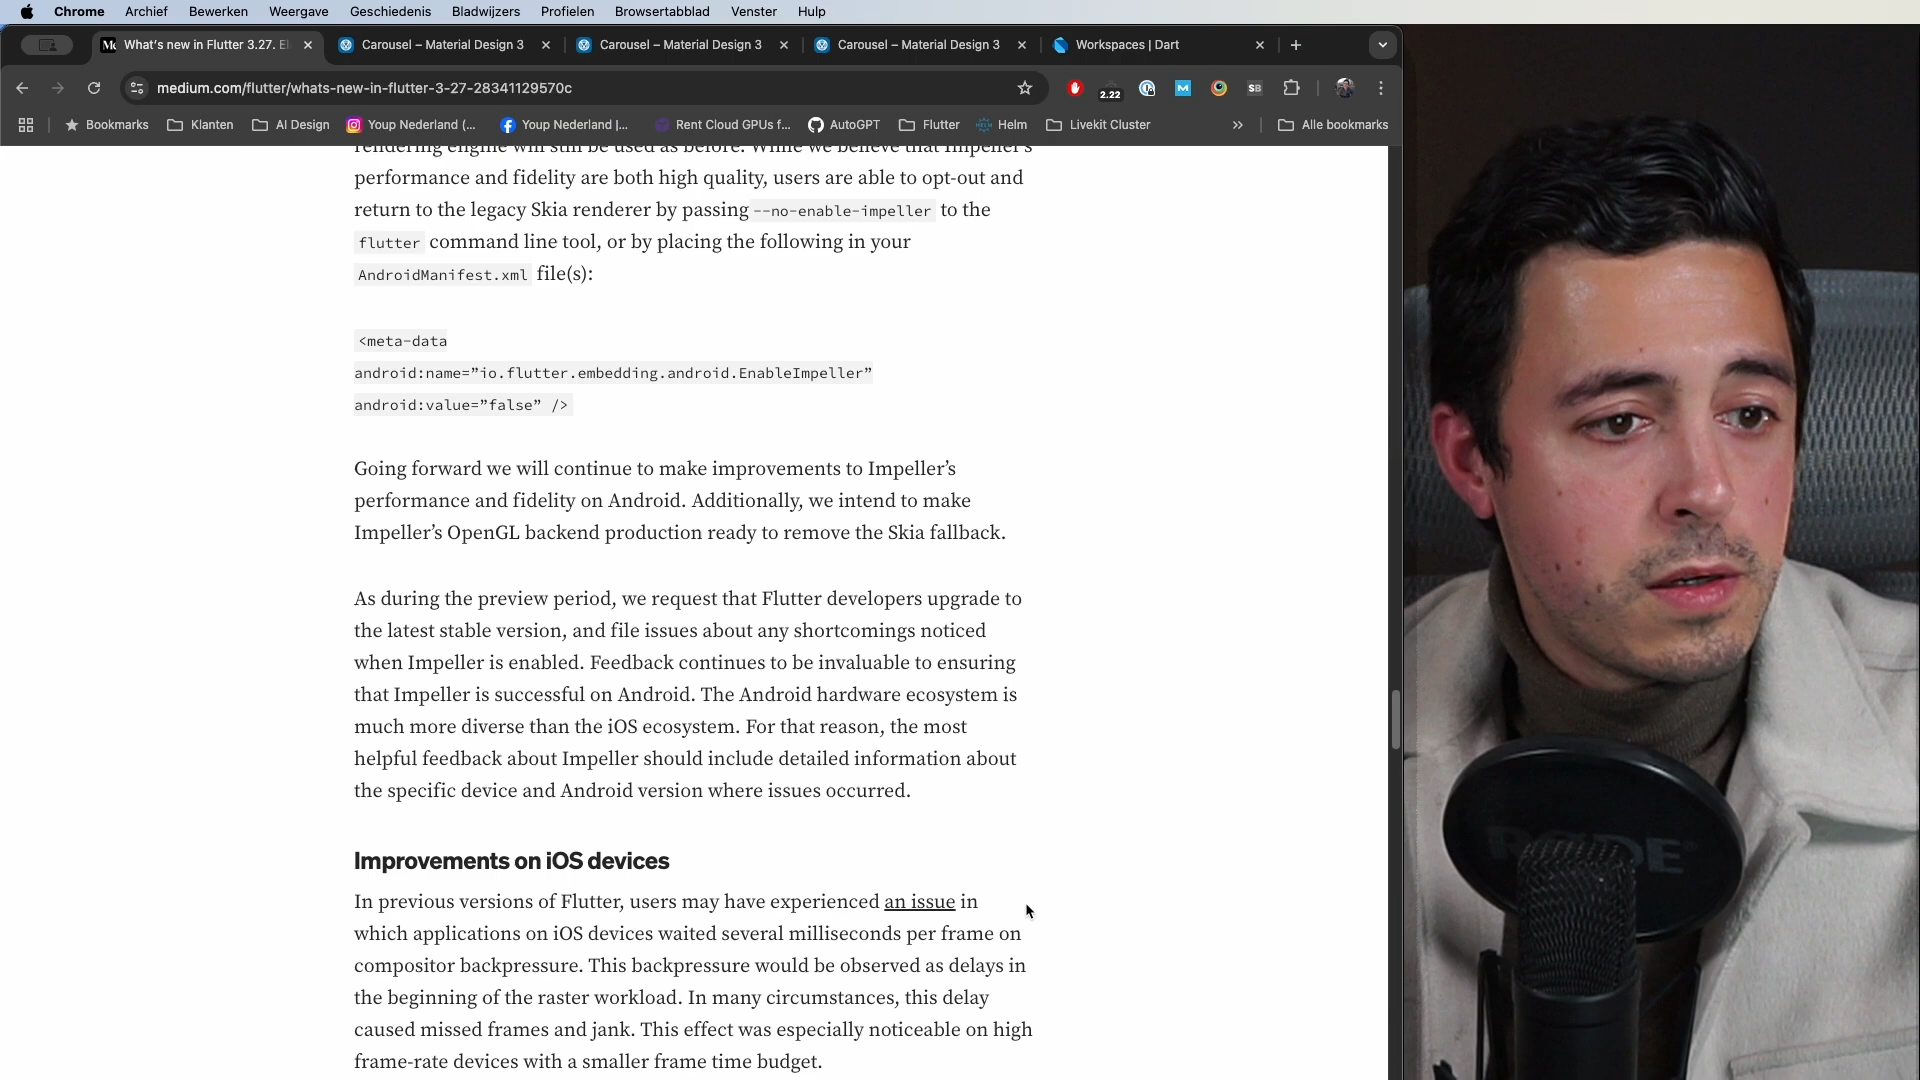 Chrome Archief Bewerken Weergave Geschiedenis Bladwijzers Profielen Browsertabblad Venster Hulp
What's new in Flutter 3.27.
Carousel – Material Design 3
Carousel – Material Design 3
Carousel – Material Design 3
Workspaces | Dart
medium.com/flutter/whats-new-in-flutter-3-27-28341129570c
2.22
SB
Bookmarks Klanten AI Design Youp Nederland (... Youp Nederland |... Rent Cloud GPUs f... AutoGPT Flutter Helm Livekit Cluster Alle bookmarks
rendering engine will still be used as before. While we believe that Impeller's
performance and fidelity are both high quality, users are able to opt-out and
return to the legacy Skia renderer by passing --no-enable-impeller to the
flutter command line tool, or by placing the following in your
AndroidManifest.xml file(s):
<meta-data
android:name=”io.flutter.embedding.android.EnableImpeller”
android:value=”false” />
Going forward we will continue to make improvements to Impeller’s
performance and fidelity on Android. Additionally, we intend to make
Impeller’s OpenGL backend production ready to remove the Skia fallback.
As during the preview period, we request that Flutter developers upgrade to
the latest stable version, and file issues about any shortcomings noticed
when Impeller is enabled. Feedback continues to be invaluable to ensuring
that Impeller is successful on Android. The Android hardware ecosystem is
much more diverse than the iOS ecosystem. For that reason, the most
helpful feedback about Impeller should include detailed information about
the specific device and Android version where issues occurred.
Improvements on iOS devices
In previous versions of Flutter, users may have experienced an issue in
which applications on iOS devices waited several milliseconds per frame on
compositor backpressure. This backpressure would be observed as delays in
the beginning of the raster workload. In many circumstances, this delay
caused missed frames and jank. This effect was especially noticeable on high
frame-rate devices with a smaller frame time budget.
RØDE